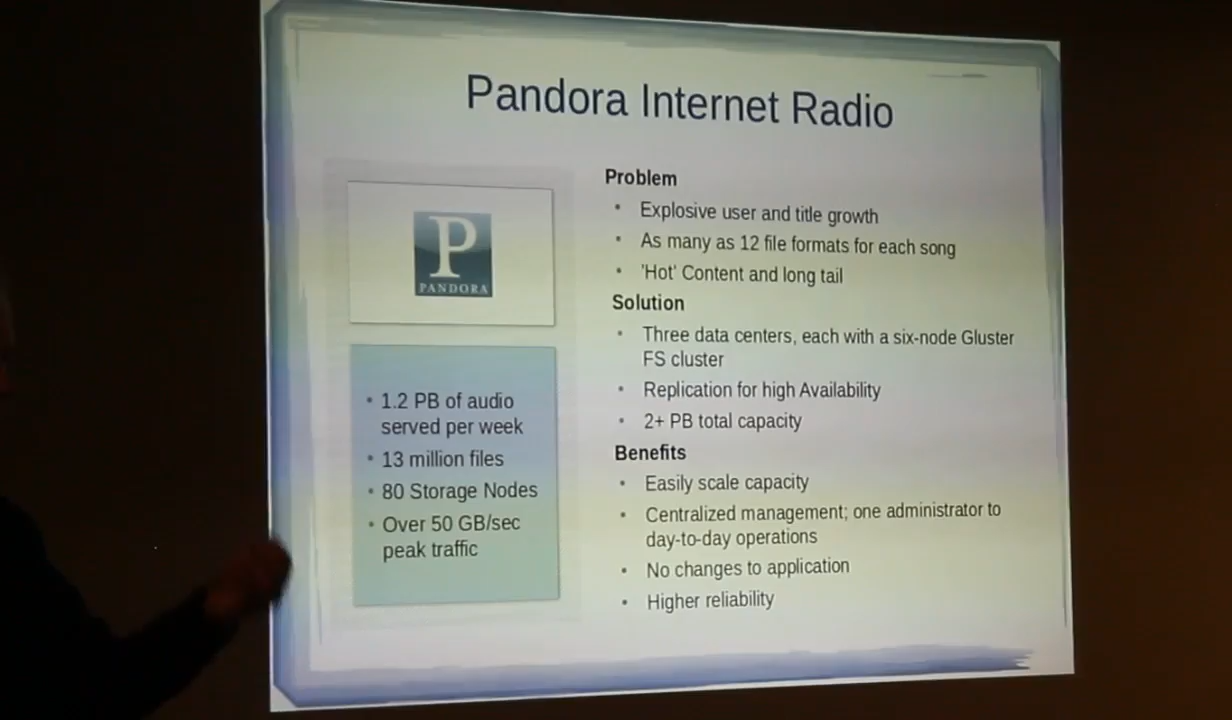 Pandora Internet Radio
P
PANDORA
• 1.2 PB of audio
served per week
• 13 million files
• 80 Storage Nodes
• Over 50 GB/sec
peak traffic
Problem
• Explosive user and title growth
• As many as 12 file formats for each song
• 'Hot' Content and long tail
Solution
• Three data centers, each with a six-node Gluster
FS cluster
• Replication for high Availability
• 2+ PB total capacity
Benefits
• Easily scale capacity
• Centralized management; one administrator to
day-to-day operations
• No changes to application
• Higher reliability